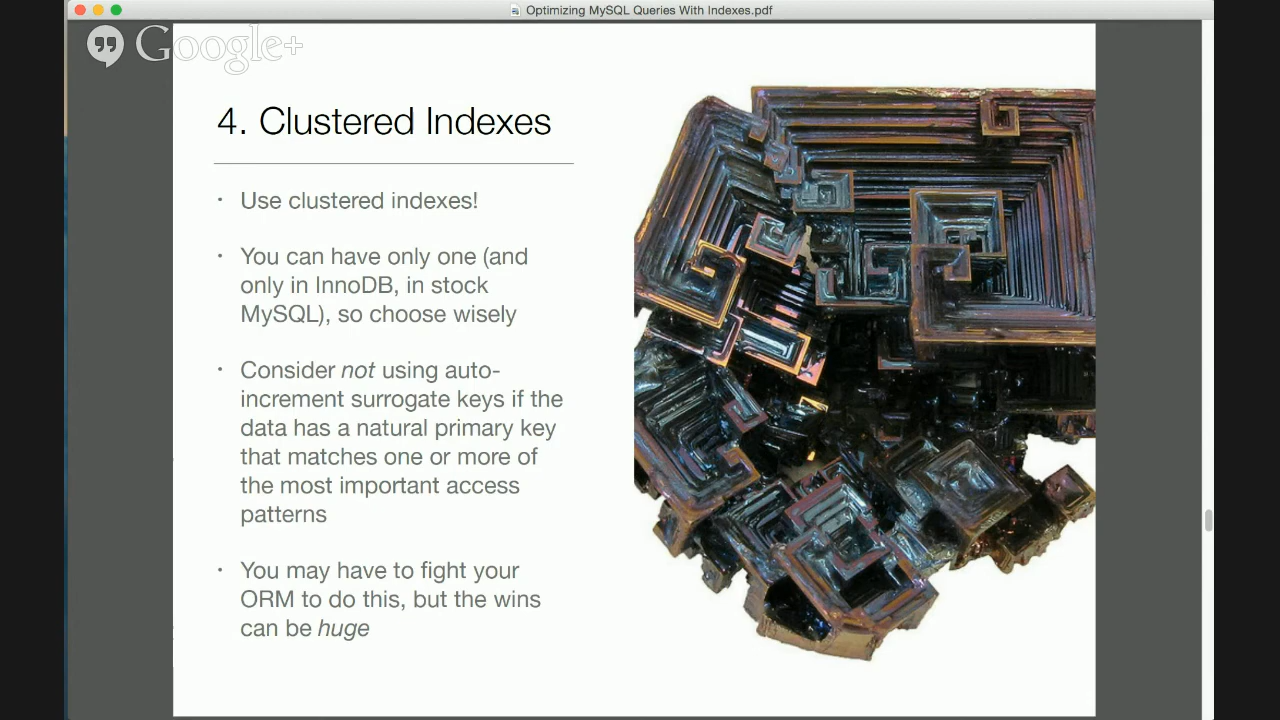 Optimizing MySQL Queries With Indexes.pdf
Google+
4. Clustered Indexes
• Use clustered indexes!
• You can have only one (and
only in InnoDB, in stock
MySQL), so choose wisely
• Consider not using auto-
increment surrogate keys if the
data has a natural primary key
that matches one or more of
the most important access
patterns
• You may have to fight your
ORM to do this, but the wins
can be huge